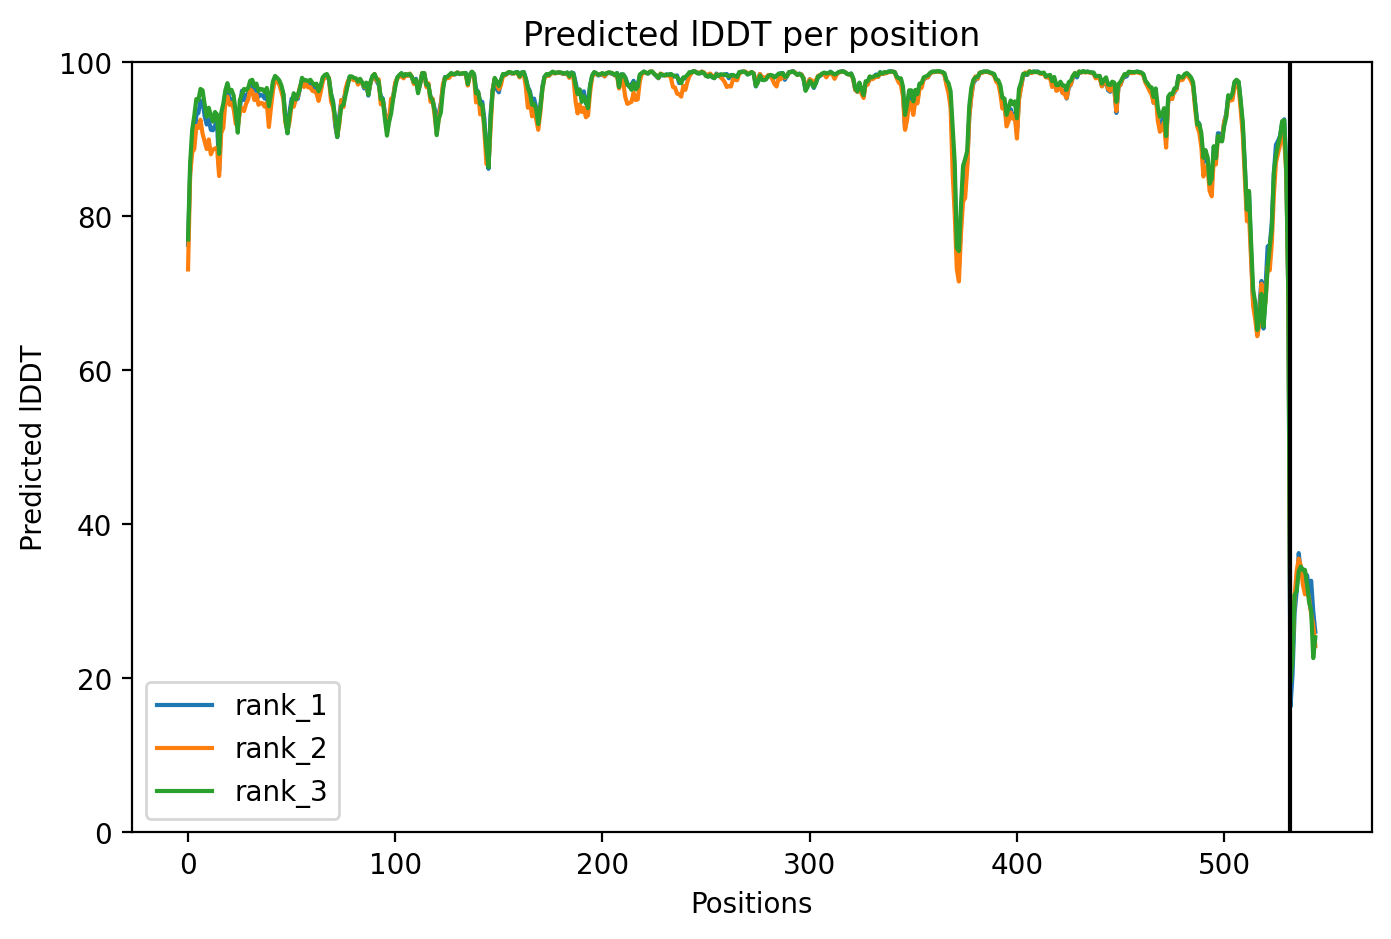 Predicted lDDT per position
100
80
60
40
20
0
Predicted lDDT
rank_1
rank_2
rank_3
0 100 200 300 400 500
Positions